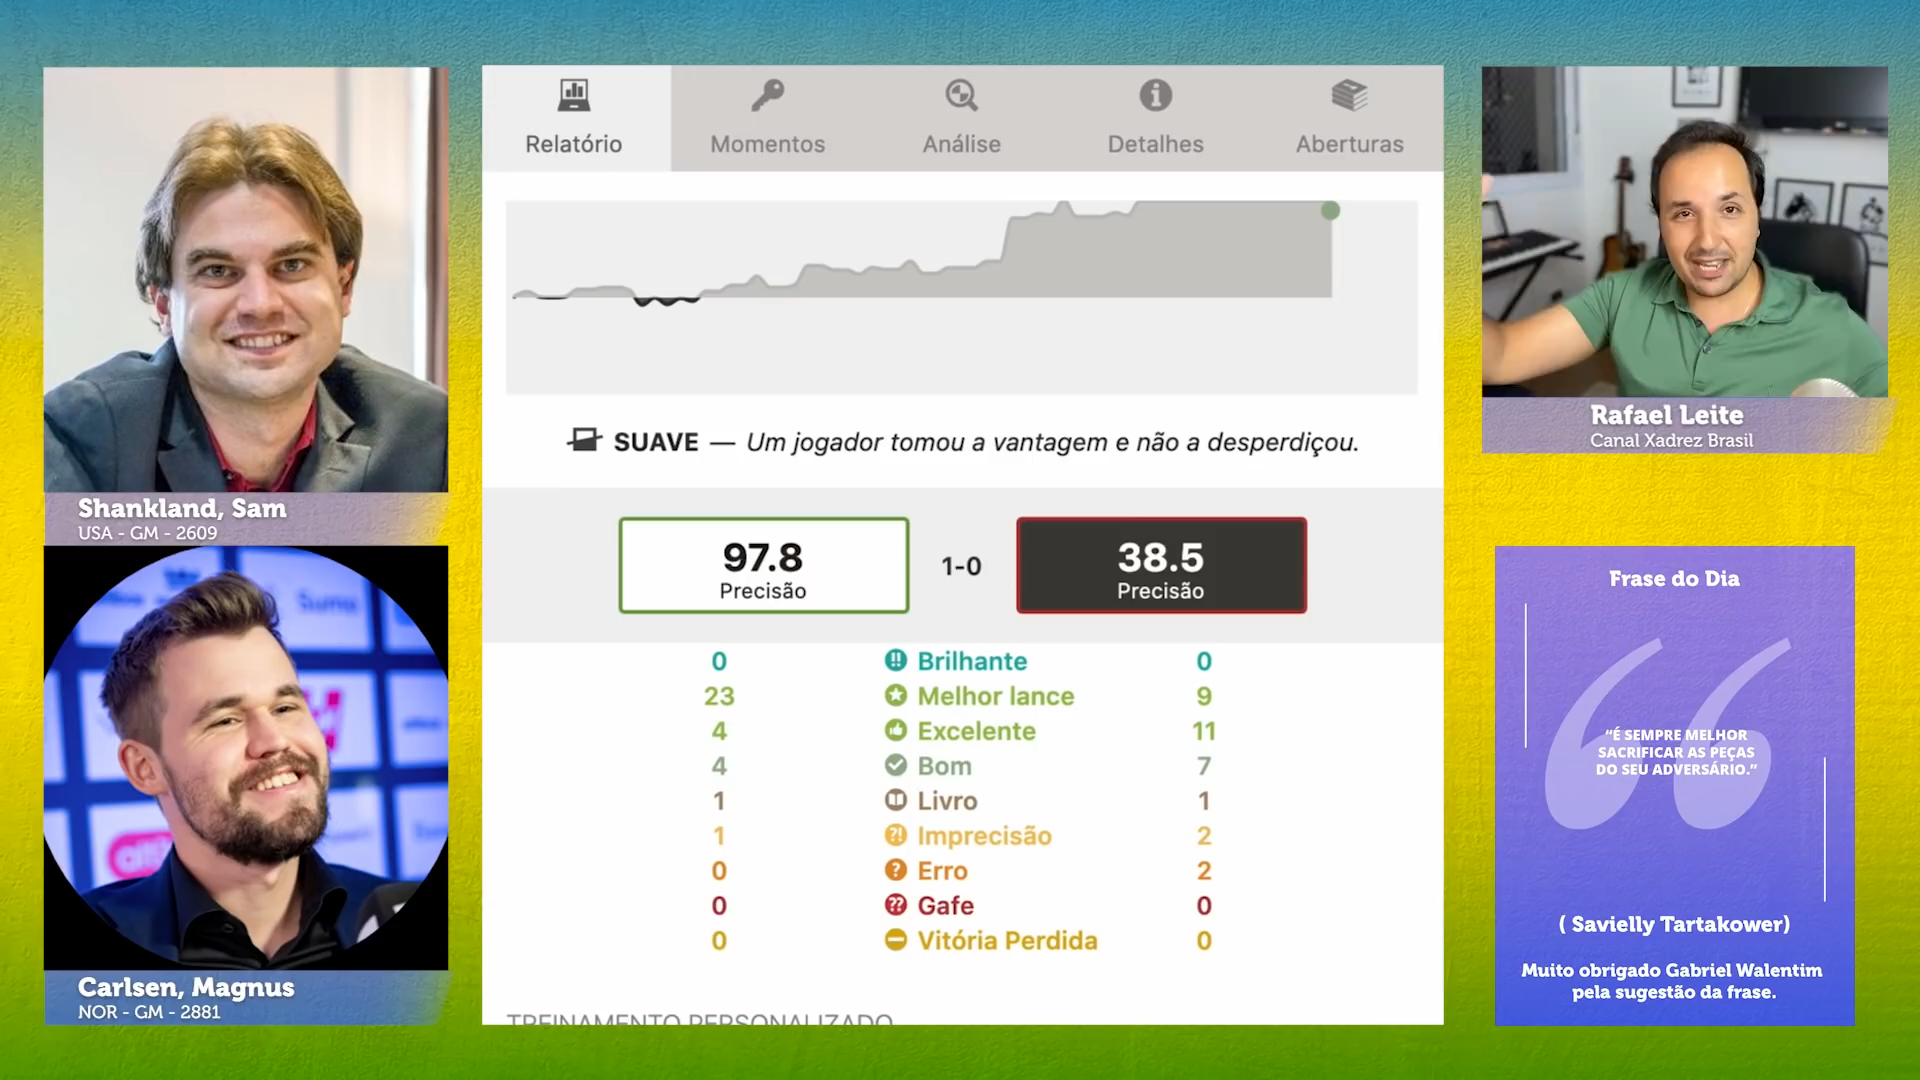 Relatório
Momentos
Análise
Detalhes
Aberturas
SUAVE — Um jogador tomou a vantagem e não a desperdiçou.
97.8
Precisão
1-0
38.5
Precisão
0 Brilhante 0
23 Melhor lance 9
4 Excelente 11
4 Bom 7
1 Livro 1
1 Imprecisão 2
0 Erro 2
0 Gafe 0
0 Vitória Perdida 0
TREINAMENTO PERSONALIZADO
Shankland, Sam
USA - GM - 2609
Carlsen, Magnus
NOR - GM - 2881
Rafael Leite
Canal Xadrez Brasil
Frase do Dia
“É SEMPRE MELHOR
SACRIFICAR AS PEÇAS
DO SEU ADVERSÁRIO.”
( Savielly Tartakower)
Muito obrigado Gabriel Walentim
pela sugestão da frase.